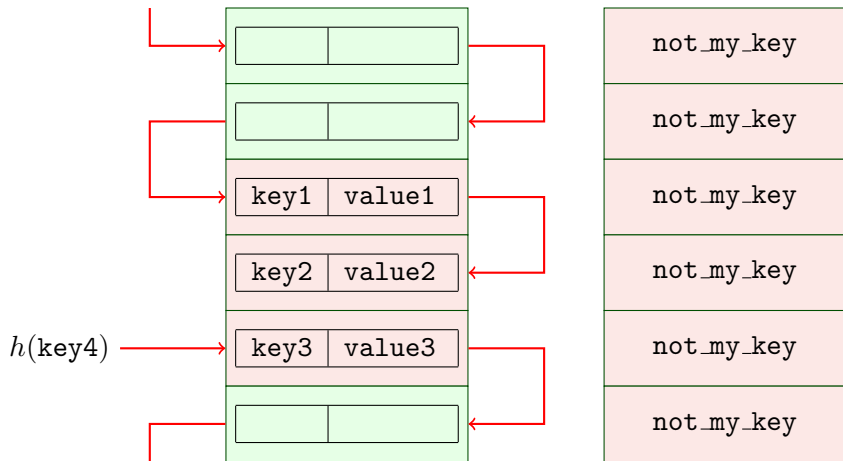 not_my_key
not_my_key
key1 value1 not_my_key
key2 value2 not_my_key
h(key4) key3 value3 not_my_key
not_my_key